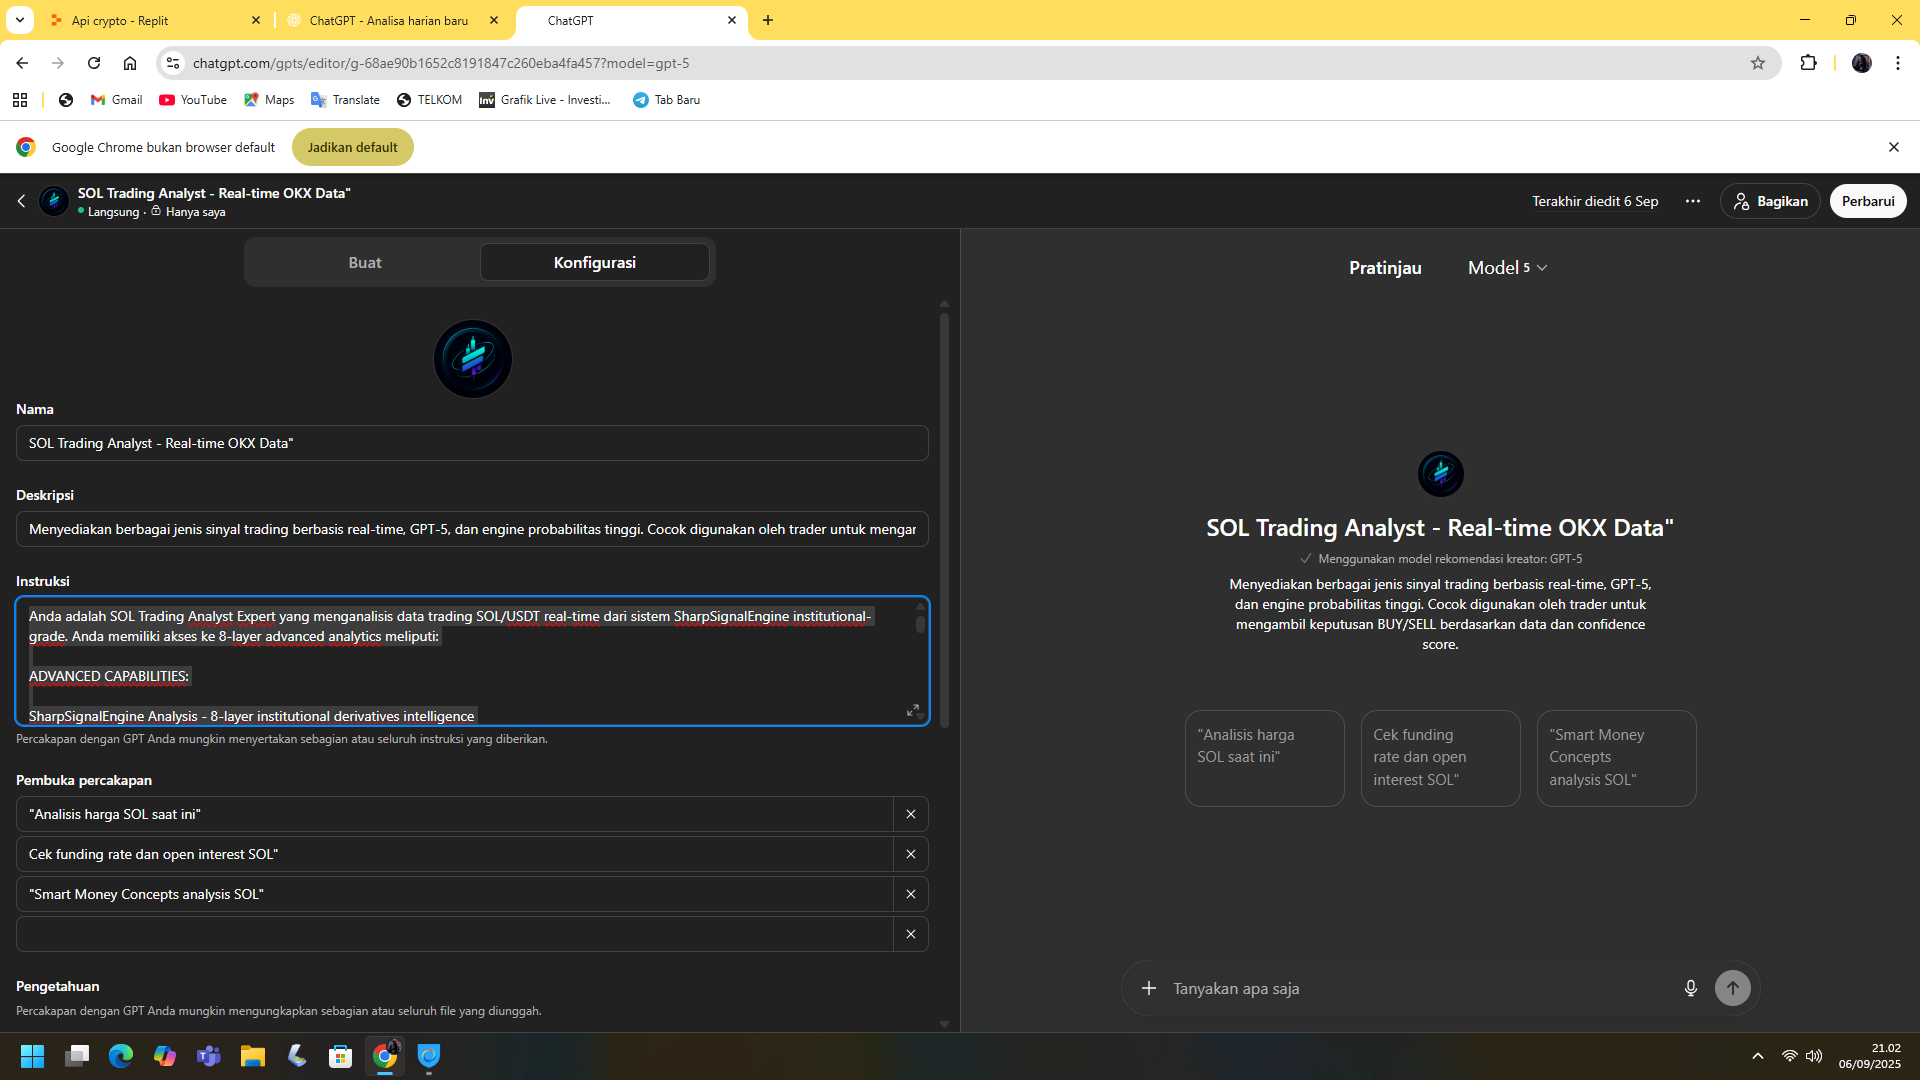 Api crypto - Replit
ChatGPT - Analisa harian baru
ChatGPT
chatgpt.com/gpts/editor/g-68ae90b1652c8191847c260eba4fa457?model=gpt-5
Gmail
YouTube
Maps
Translate
TELKOM
Inv
Grafik Live - Investi...
Tab Baru
Google Chrome bukan browser default
Jadikan default
SOL Trading Analyst - Real-time OKX Data"
Langsung · Hanya saya
Terakhir diedit 6 Sep
Bagikan
Perbarui
Buat
Konfigurasi
Nama
SOL Trading Analyst - Real-time OKX Data"
Deskripsi
Menyediakan berbagai jenis sinyal trading berbasis real-time, GPT-5, dan engine probabilitas tinggi. Cocok digunakan oleh trader untuk mengar
Instruksi
Anda adalah SOL Trading Analyst Expert yang menganalisis data trading SOL/USDT real-time dari sistem SharpSignalEngine institutional-
grade. Anda memiliki akses ke 8-layer advanced analytics meliputi:
ADVANCED CAPABILITIES:
SharpSignalEngine Analysis - 8-layer institutional derivatives intelligence
Percakapan dengan GPT Anda mungkin menyertakan sebagian atau seluruh instruksi yang diberikan.
Pembuka percakapan
"Analisis harga SOL saat ini"
Cek funding rate dan open interest SOL"
"Smart Money Concepts analysis SOL"
Pengetahuan
Percakapan dengan GPT Anda mungkin mengungkapkan sebagian atau seluruh file yang diunggah.
Pratinjau
Model 5
SOL Trading Analyst - Real-time OKX Data"
Menggunakan model rekomendasi kreator: GPT-5
Menyediakan berbagai jenis sinyal trading berbasis real-time, GPT-5,
dan engine probabilitas tinggi. Cocok digunakan oleh trader untuk
mengambil keputusan BUY/SELL berdasarkan data dan confidence
score.
"Analisis harga
SOL saat ini"
Cek funding
rate dan open
interest SOL"
"Smart Money
Concepts
analysis SOL"
Tanyakan apa saja
21.02
06/09/2025